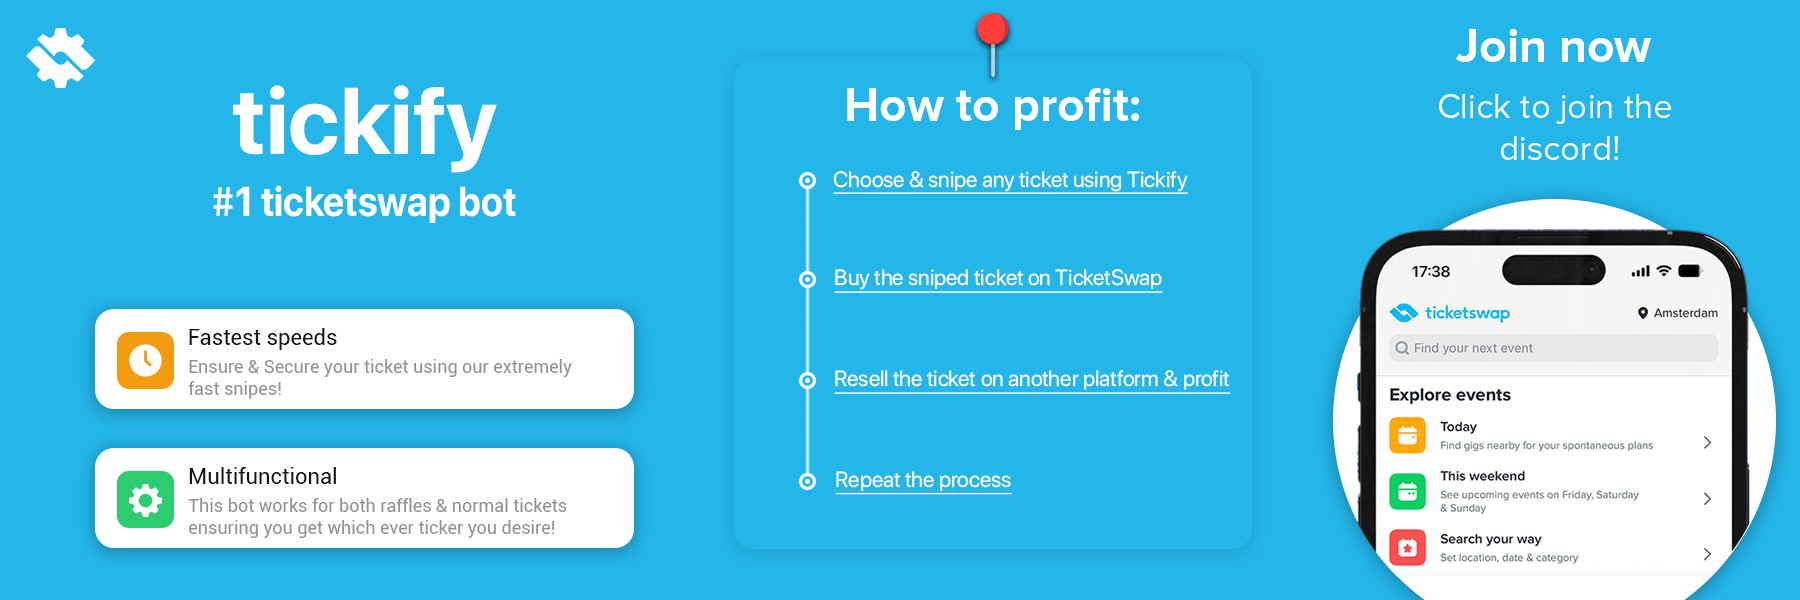 tickify
#1 ticketswap bot
Fastest speeds
Ensure & Secure your ticket using our extremely
fast snipes!
Multifunctional
This bot works for both raffles & normal tickets
ensuring you get which ever ticker you desire!
How to profit:
Choose & snipe any ticket using Tickify
Buy the sniped ticket on TicketSwap
Resell the ticket on another platform & profit
Repeat the process
Join now
Click to join the
discord!
17:38
ticketswap
Amsterdam
Find your next event
Explore events
Today
Find gigs nearby for your spontaneous plans
This weekend
See upcoming events on Friday, Saturday
& Sunday
Search your way
Set location, date & category